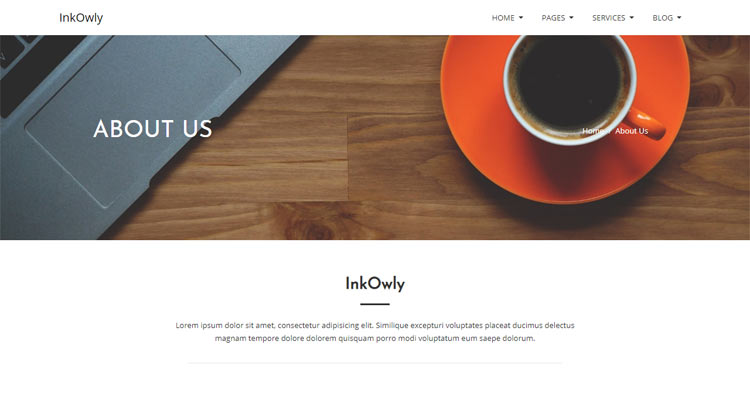 InkOwly
HOME PAGES SERVICES BLOG
ABOUT US
Home / About Us
InkOwly
Lorem ipsum dolor sit amet, consectetur adipisicing elit. Similique excepturi voluptates placeat ducimus delectus
magnam tempore dolore dolorem quisquam porro modi voluptatum eum saepe dolorum.